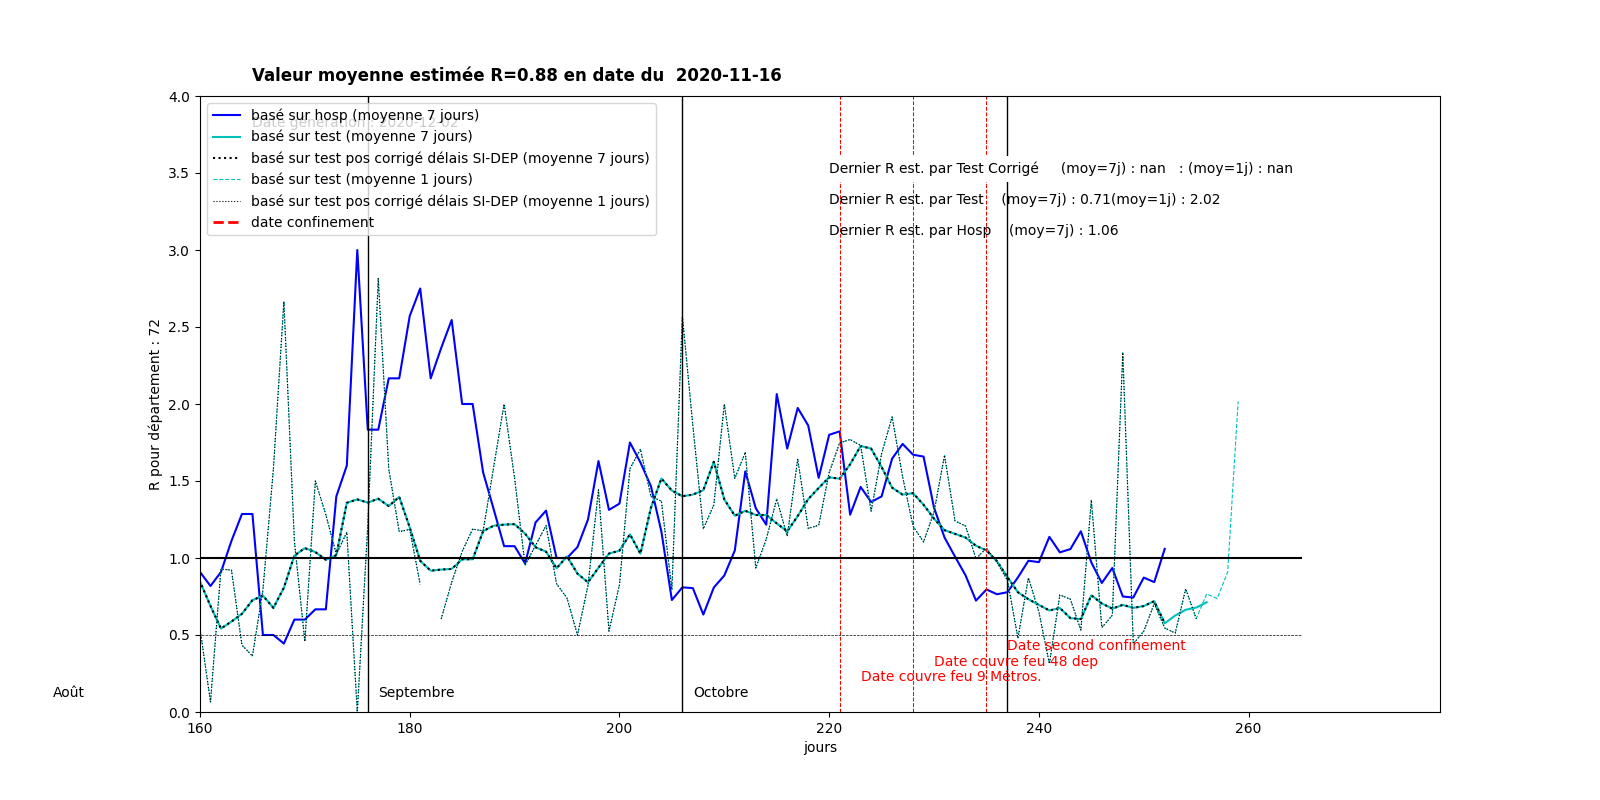 Valeur moyenne estimée R=0.88 en date du  2020-11-16
Date génération : 2020-12-02
basé sur hosp (moyenne 7 jours)
basé sur test (moyenne 7 jours)
basé sur test pos corrigé délais SI-DEP (moyenne 7 jours)
basé sur test (moyenne 1 jours)
basé sur test pos corrigé délais SI-DEP (moyenne 1 jours)
date confinement
Dernier R est. par Test Corrigé (moy=7j) : nan : (moy=1j) : nan
Dernier R est. par Test (moy=7j) : 0.71(moy=1j) : 2.02
Dernier R est. par Hosp (moy=7j) : 1.06
4.0
3.5
3.0
2.5
2.0
1.5
1.0
0.5
0.0
R pour département : 72
Date second confinement
Date couvre feu 48 dep
Date couvre feu 9 Métros.
Août
Septembre
Octobre
160
180
200
220
240
260
jours